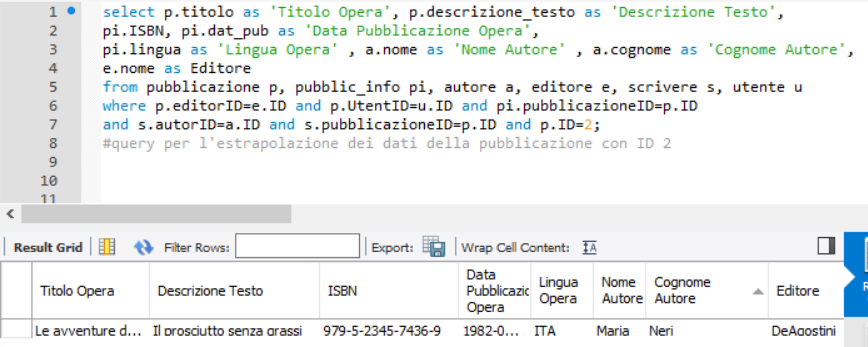 1 select p.titolo as 'Titolo Opera', p.descrizione_testo as 'Descrizione Testo',
2 pi.ISBN, pi.dat_pub as 'Data Pubblicazione Opera',
3 pi.lingua as 'Lingua Opera' , a.nome as 'Nome Autore' , a.cognome as 'Cognome Autore',
4 e.nome as Editore
5 from pubblicazione p, pubblic_info pi, autore a, editore e, scrivere s, utente u
6 where p.editorID=e.ID and p.UtentID=u.ID and pi.pubblicazioneID=p.ID
7 and s.autorID=a.ID and s.pubblicazioneID=p.ID and p.ID=2;
8 #query per l'estrapolazione dei dati della pubblicazione con ID 2
9
10
11
Result Grid Filter Rows: Export: Wrap Cell Content:
Titolo Opera Descrizione Testo ISBN Data Pubblicazic Opera Lingua Opera Nome Autore Cognome Autore Editore
Le avventure d... Il prosciutto senza grassi 979-5-2345-7436-9 1982-0... ITA Maria Neri DeAgostini